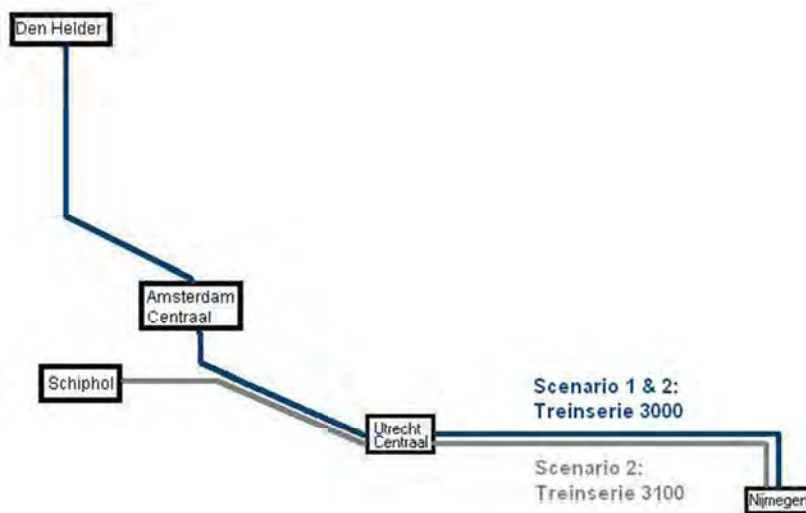 Den Helder
Amsterdam
Centraal
Schiphol
Utrecht
Centraal
Scenario 1 & 2:
Treinserie 3000
Scenario 2:
Treinserie 3100
Nijmegen